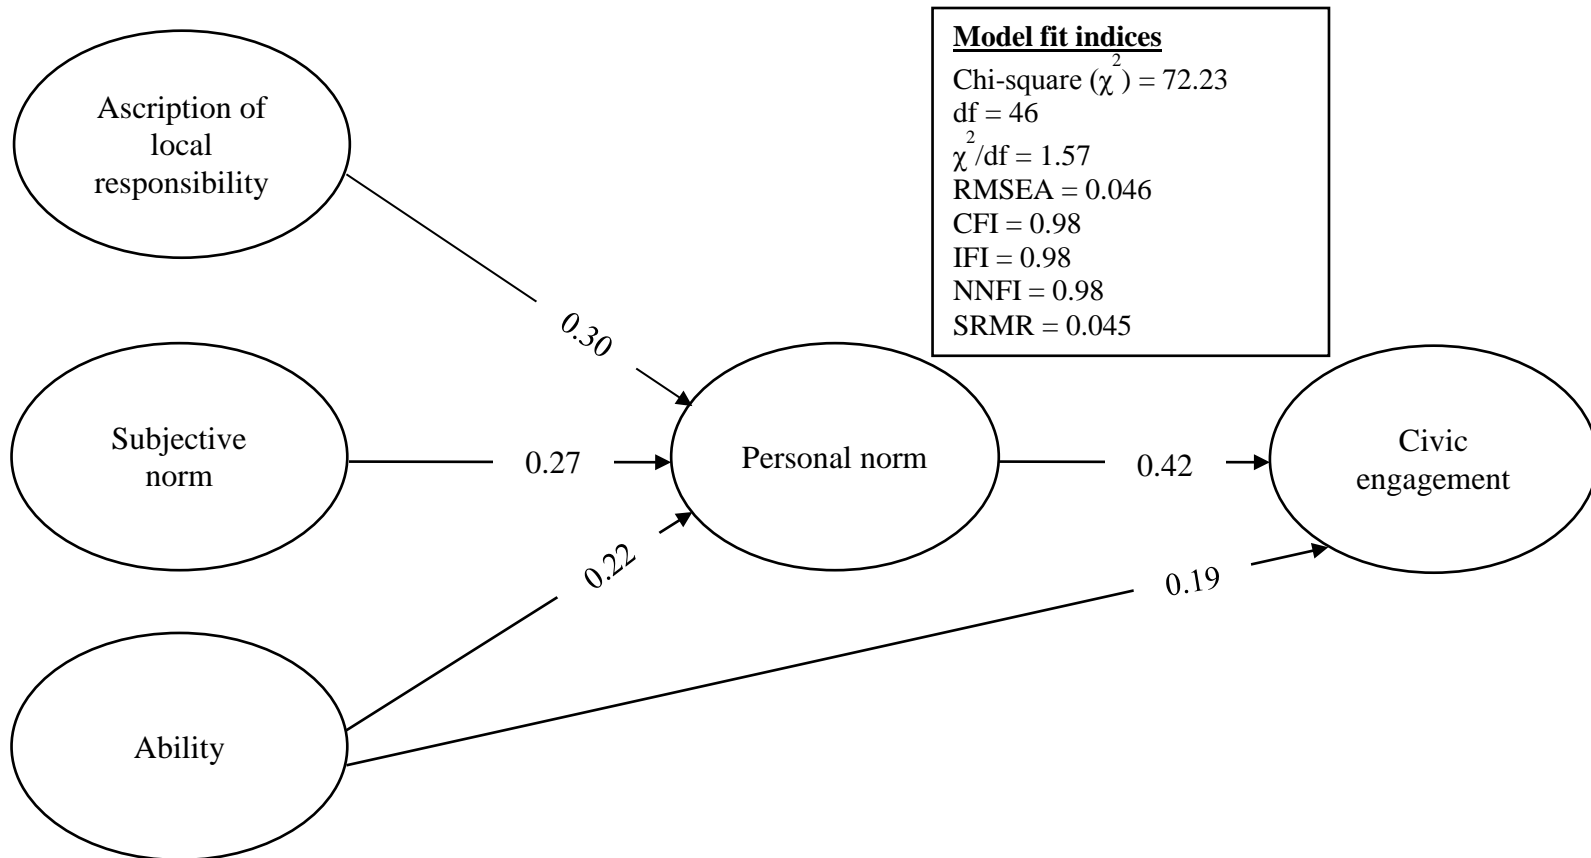 Ascription of
local
responsibility
Model fit indices
Chi-square (χ²) = 72.23
df = 46
χ²/df = 1.57
RMSEA = 0.046
CFI = 0.98
IFI = 0.98
NNFI = 0.98
SRMR = 0.045
0.30
Subjective
norm
0.27
Personal norm
0.42
Civic
engagement
0.22
0.19
Ability